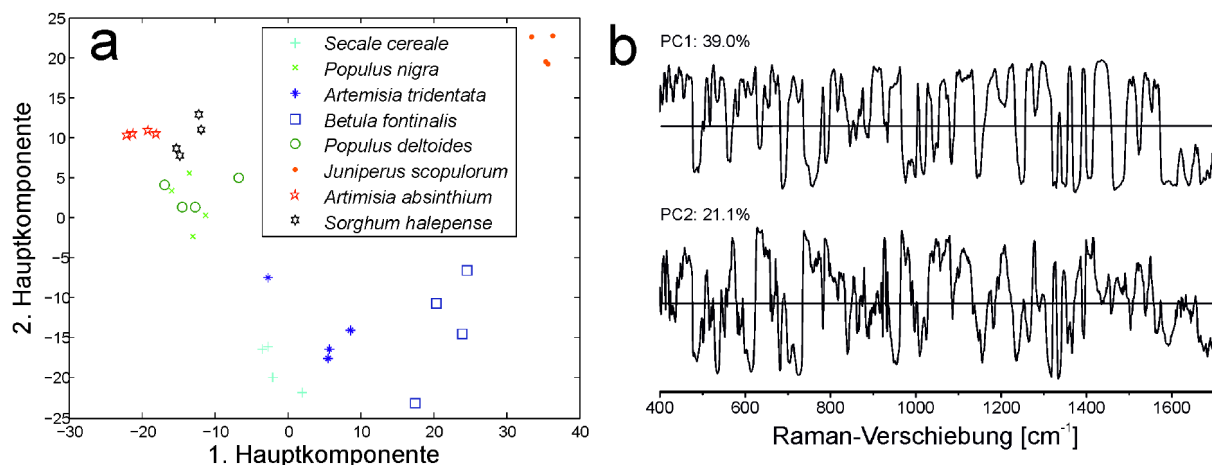 a
25
20
15
10
5
0
−5
−10
−15
−20
−25
2. Hauptkomponente
Secale cereale
Populus nigra
Artemisia tridentata
Betula fontinalis
Populus deltoides
Juniperus scopulorum
Artimisia absinthium
Sorghum halepense
−30 −20 −10 0 10 20 30 40
1. Hauptkomponente
b
PC1: 39.0%
PC2: 21.1%
400 600 800 1000 1200 1400 1600
Raman-Verschiebung [cm⁻¹]